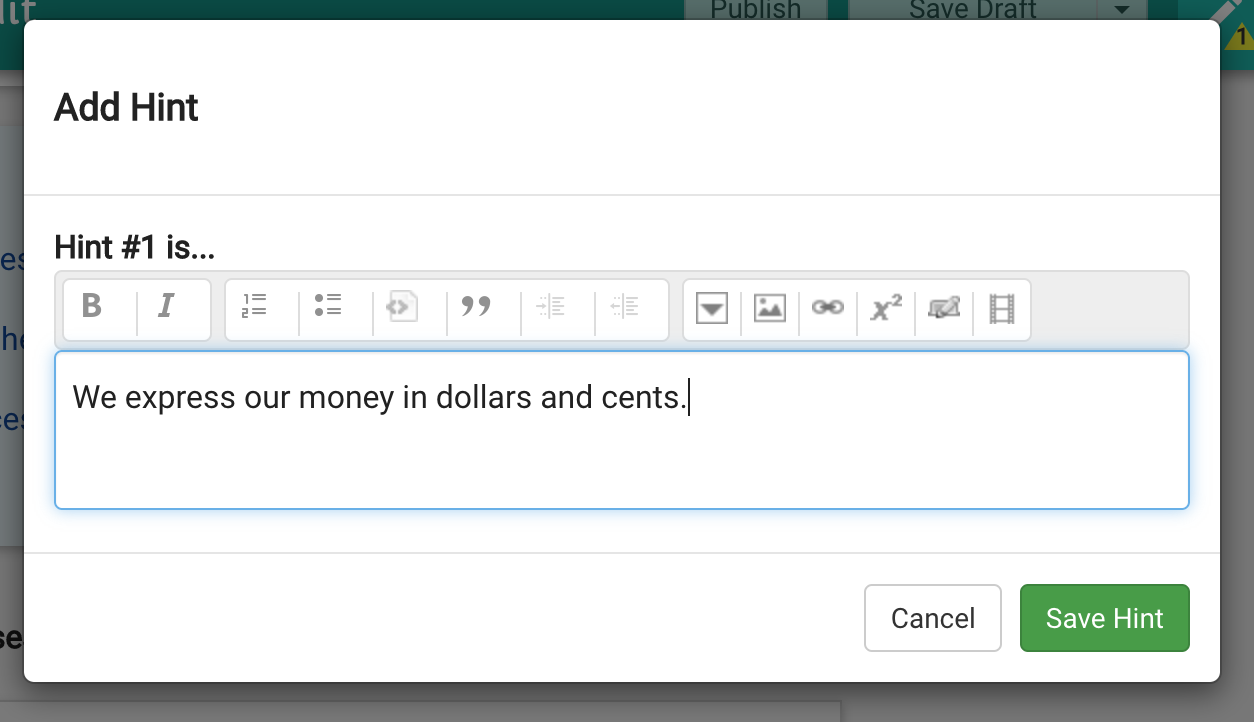 Publish
Save Draft
1
Add Hint
Hint #1 is...
B I
We express our money in dollars and cents.
Cancel
Save Hint